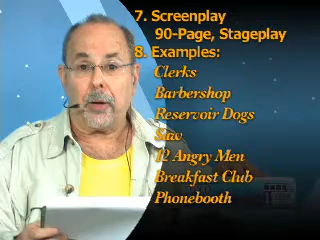 7. Screenplay
90-Page, Stageplay
8. Examples:
Clerks
Barbershop
Reservoir Dogs
Saw
12 Angry Men
Breakfast Club
Phonebooth